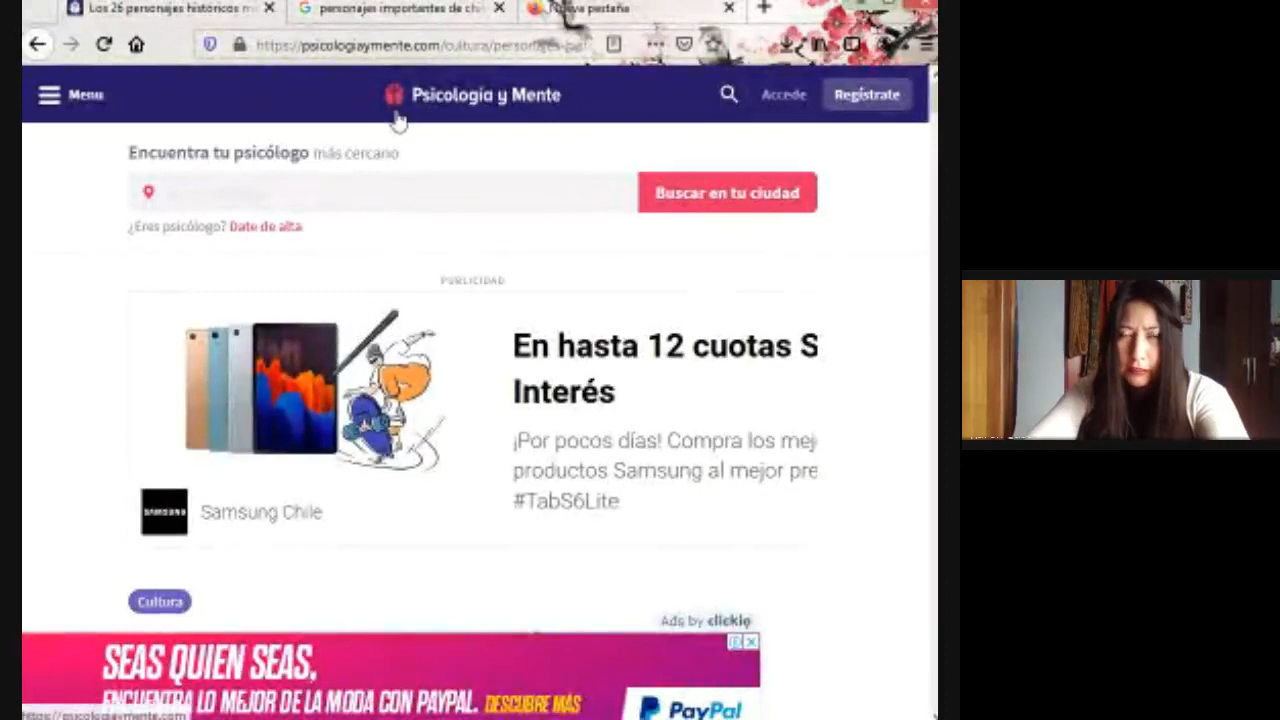 Los 26 personajes históricos m
personajes importantes de chi
Nueva pestaña
https://psicologiaymente.com/cultura/personajes-
Menu
Psicología y Mente
Accede
Regístrate
Encuentra tu psicólogo más cercano
Buscar en tu ciudad
¿Eres psicólogo? Date de alta
PUBLICIDAD
En hasta 12 cuotas S
Interés
¡Por pocos días! Compra los mej
productos Samsung al mejor pre
#TabS6Lite
SAMSUNG
Samsung Chile
Cultura
Ads by clickio
SEAS QUIEN SEAS,
ENCUENTRA LO MEJOR DE LA MODA CON PAYPAL. DESCUBRE MÁS
PayPal
https://psicologiaymente.com